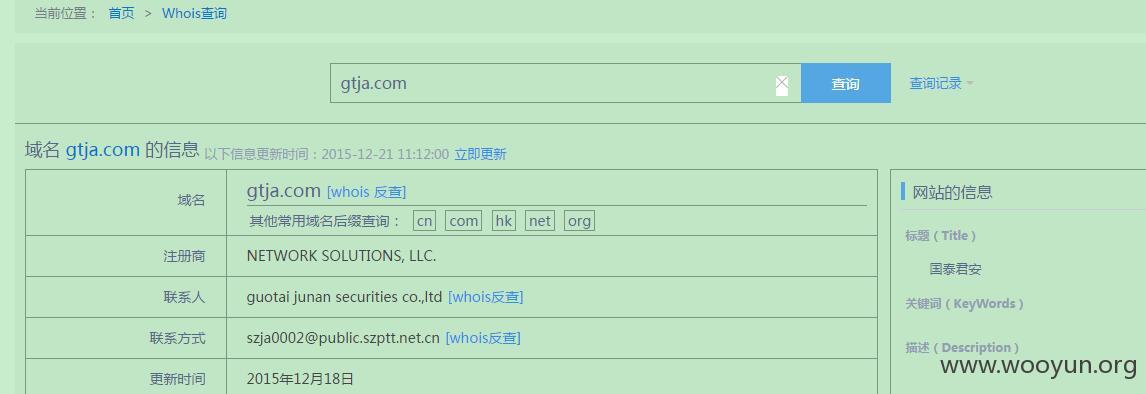 当前位置： 首页 > Whois查询
gtja.com 查询 查询记录
域名 gtja.com 的信息 以下信息更新时间：2015-12-21 11:12:00 立即更新
域名 gtja.com [whois 反查]
其他常用域名后缀查询： cn com hk net org
注册商 NETWORK SOLUTIONS, LLC.
联系人 guotai junan securities co.,ltd [whois反查]
联系方式 szja0002@public.szptt.net.cn [whois反查]
更新时间 2015年12月18日
网站的信息
标题（Title）
国泰君安
关键词（KeyWords）
描述（Description）
www.wooyun.org